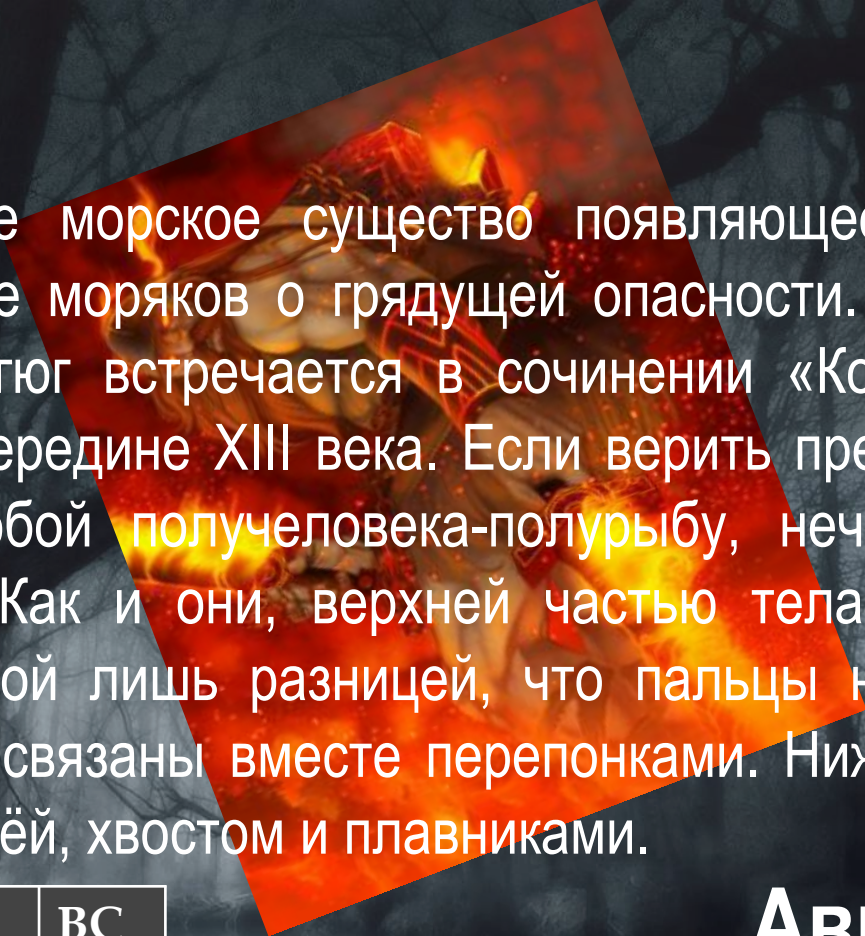 е морское существо появляющее
е моряков о грядущей опасности.
тюг встречается в сочинении «Ко
ередине XIII века. Если верить пре
обой получеловека-полурыбу, неч
Как и они, верхней частью тела
ой лишь разницей, что пальцы н
связаны вместе перепонками. Ниж
ёй, хвостом и плавниками.
ВС Ав